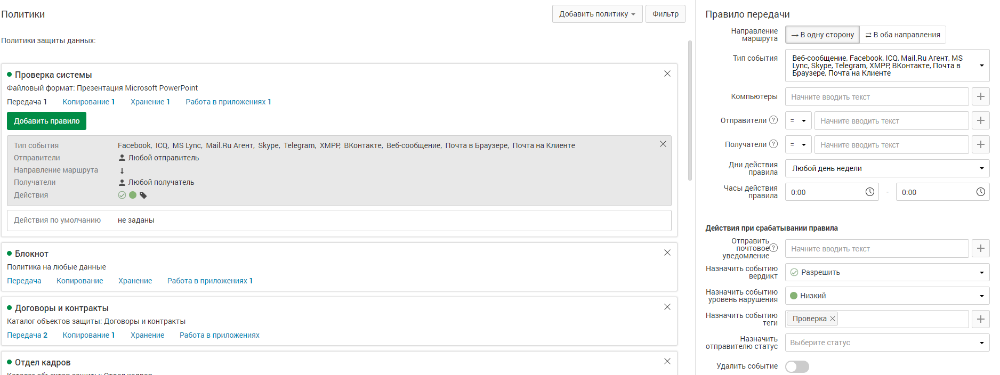 Политики
Добавить политику
Фильтр
Политики защиты данных:
Проверка системы
Файловый формат: Презентация Microsoft PowerPoint
Передача 1 Копирование 1 Хранение 1 Работа в приложениях 1
Добавить правило
Тип события Facebook, ICQ, MS Lync, Mail.Ru Агент, Skype, Telegram, XMPP, ВКонтакте, Веб-сообщение, Почта в Браузере, Почта на Клиенте
Отправители Любой отправитель
Направление маршрута
Получатели Любой получатель
Действия
Действия по умолчанию не заданы
Блокнот
Политика на любые данные
Передача Копирование Хранение Работа в приложениях 1
Договоры и контракты
Каталог объектов защиты: Договоры и контракты
Передача 2 Копирование 1 Хранение Работа в приложениях
Отдел кадров
Каталог объектов защиты: Отдел кадров
Правило передачи
Направление
маршрута
→ В одну сторону ⇄ В оба направления
Тип события
Веб-сообщение, Facebook, ICQ, Mail.Ru Агент, MS
Lync, Skype, Telegram, XMPP, ВКонтакте, Почта в
Браузере, Почта на Клиенте
Компьютеры Начните вводить текст +
Отправители ? = Начните вводить текст +
Получатели ? = Начните вводить текст +
Дни действия
правила
Любой день недели
Часы действия
правила
0:00 - 0:00
Действия при срабатывании правила
Отправить
почтовое
уведомление
? Начните вводить текст +
Назначить событию
вердикт
Разрешить
Назначить событию
уровень нарушения
Низкий
Назначить событию
теги
Проверка × +
Назначить
отправителю статус
Выберите статус
Удалить событие